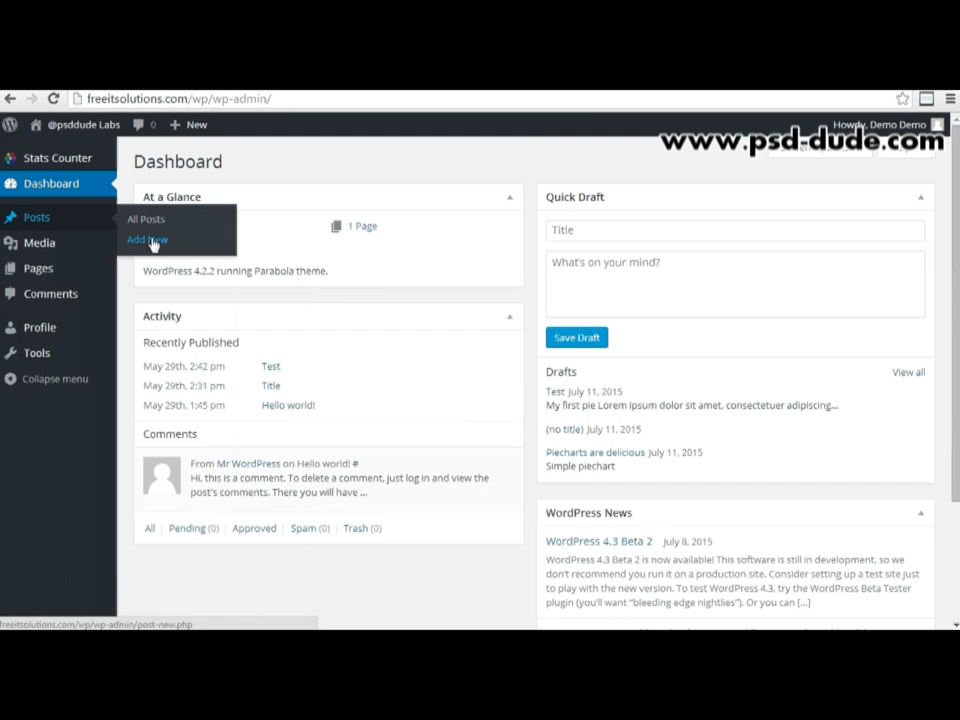 freeitsolutions.com/wp/wp-admin/
@psddude Labs 0 New
Howdy, Demo Demo
www.psd-dude.com
Stats Counter
Dashboard
Posts
Media
Pages
Comments
Profile
Tools
Collapse menu
All Posts
Add New
Dashboard
At a Glance
1 Page
WordPress 4.2.2 running Parabola theme.
Activity
Recently Published
May 29th, 2:42 pm Test
May 29th, 2:31 pm Title
May 29th, 1:45 pm Hello world!
Comments
From Mr WordPress on Hello world! #
Hi, this is a comment. To delete a comment, just log in and view the
post's comments. There you will have ...
All | Pending (0) | Approved | Spam (0) | Trash (0)
Quick Draft
Title
What's on your mind?
Save Draft
Drafts View all
Test July 11, 2015
My first pie Lorem ipsum dolor sit amet, consectetuer adipiscing...
(no title) July 11, 2015
Piecharts are delicious July 11, 2015
Simple piechart
WordPress News
WordPress 4.3 Beta 2 July 8, 2015
WordPress 4.3 Beta 2 is now available! This software is still in development, so we
don't recommend you run it on a production site. Consider setting up a test site just
to play with the new version. To test WordPress 4.3, try the WordPress Beta Tester
plugin (you'll want "bleeding edge nightlies"). Or you can [...]
freeitsolutions.com/wp/wp-admin/post-new.php